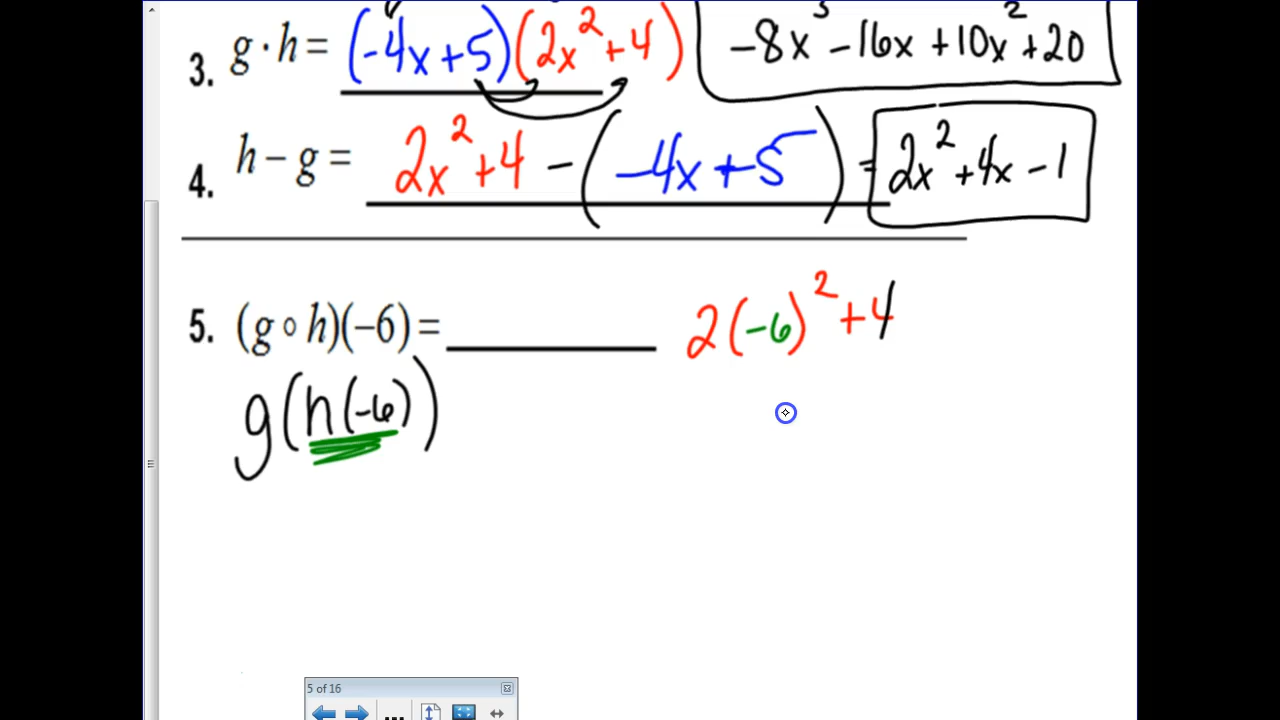 3. g · h = (-4x+5)(2x²+4) -8x³ -16x +10x² +20
4. h − g = 2x²+4 − (-4x+5) = 2x² +4x -1
5. (g ∘ h)(−6) = 2(-6)² +4
g(h(-6))
5 of 16